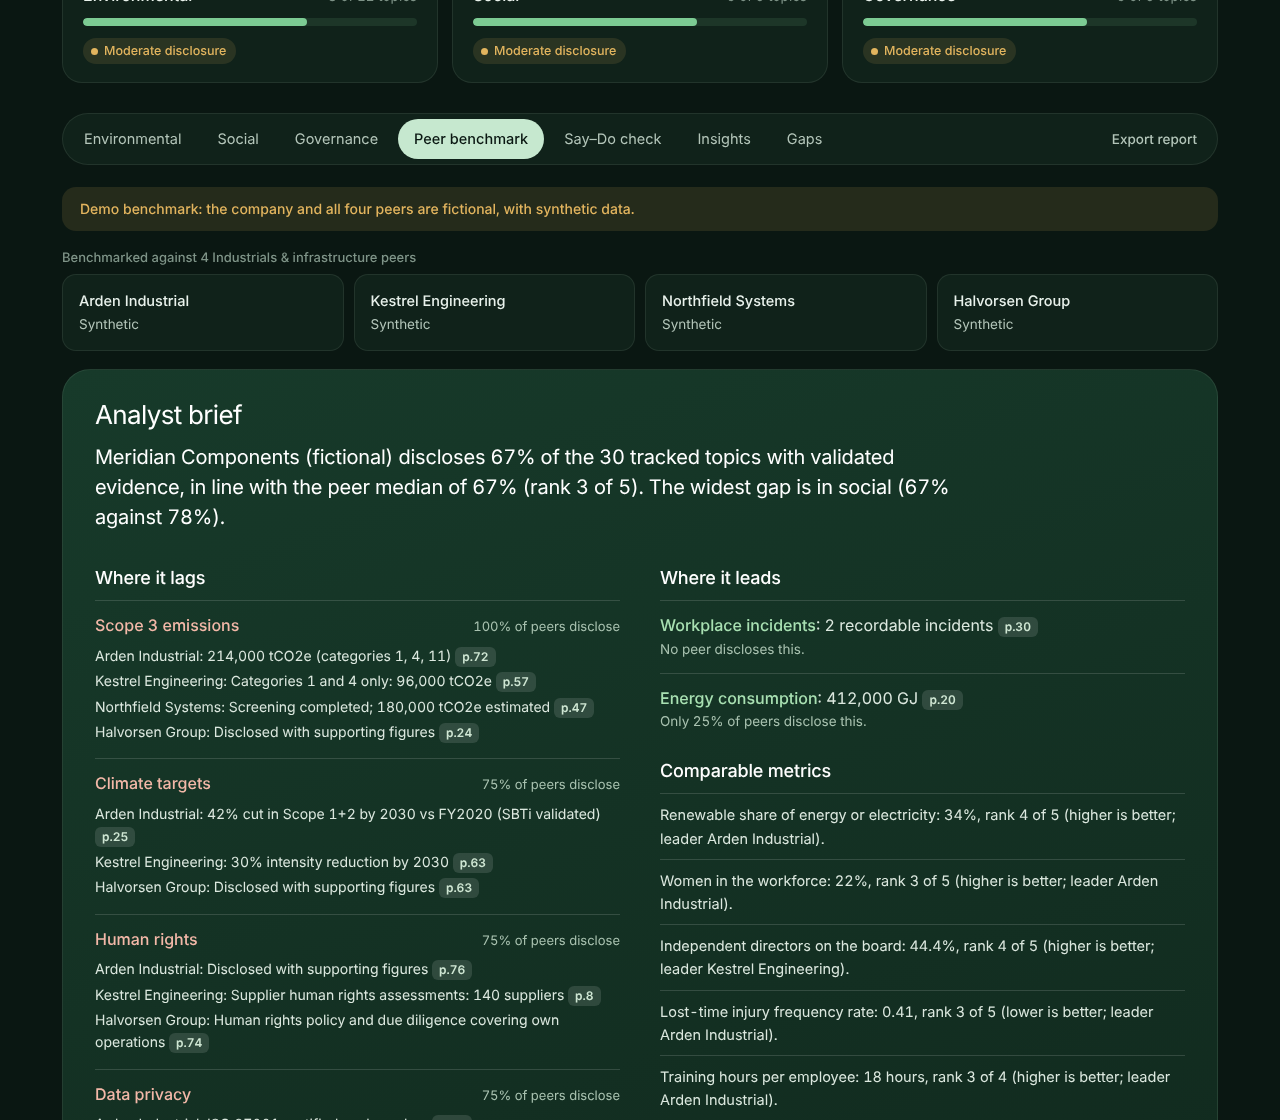 Moderate disclosure
Moderate disclosure
Moderate disclosure
Environmental
Social
Governance
Peer benchmark
Say–Do check
Insights
Gaps
Export report
Demo benchmark: the company and all four peers are fictional, with synthetic data.
Benchmarked against 4 Industrials & infrastructure peers
Arden Industrial
Synthetic
Kestrel Engineering
Synthetic
Northfield Systems
Synthetic
Halvorsen Group
Synthetic
Analyst brief
Meridian Components (fictional) discloses 67% of the 30 tracked topics with validated
evidence, in line with the peer median of 67% (rank 3 of 5). The widest gap is in social (67%
against 78%).
Where it lags
Scope 3 emissions 100% of peers disclose
Arden Industrial: 214,000 tCO2e (categories 1, 4, 11) p.72
Kestrel Engineering: Categories 1 and 4 only: 96,000 tCO2e p.57
Northfield Systems: Screening completed; 180,000 tCO2e estimated p.47
Halvorsen Group: Disclosed with supporting figures p.24
Climate targets 75% of peers disclose
Arden Industrial: 42% cut in Scope 1+2 by 2030 vs FY2020 (SBTi validated)
p.25
Kestrel Engineering: 30% intensity reduction by 2030 p.63
Halvorsen Group: Disclosed with supporting figures p.63
Human rights 75% of peers disclose
Arden Industrial: Disclosed with supporting figures p.76
Kestrel Engineering: Supplier human rights assessments: 140 suppliers p.8
Halvorsen Group: Human rights policy and due diligence covering own
operations p.74
Data privacy 75% of peers disclose
Where it leads
Workplace incidents: 2 recordable incidents p.30
No peer discloses this.
Energy consumption: 412,000 GJ p.20
Only 25% of peers disclose this.
Comparable metrics
Renewable share of energy or electricity: 34%, rank 4 of 5 (higher is better;
leader Arden Industrial).
Women in the workforce: 22%, rank 3 of 5 (higher is better; leader Arden
Industrial).
Independent directors on the board: 44.4%, rank 4 of 5 (higher is better;
leader Kestrel Engineering).
Lost-time injury frequency rate: 0.41, rank 3 of 5 (lower is better; leader
Arden Industrial).
Training hours per employee: 18 hours, rank 3 of 4 (higher is better; leader
Arden Industrial).